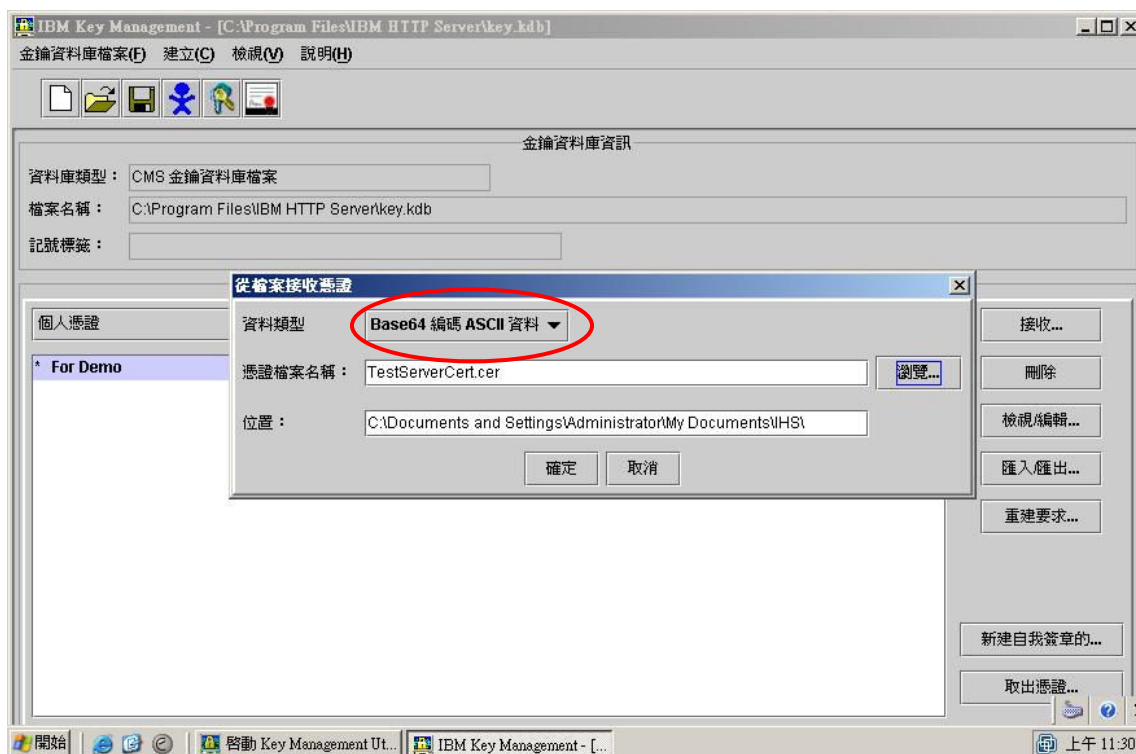 IBM Key Management - [C:\Program Files\IBM HTTP Server\key.kdb]
金鑰資料庫檔案(F) 建立(C) 檢視(V) 說明(H)
金鑰資料庫資訊
資料庫類型： CMS 金鑰資料庫檔案
檔案名稱： C:\Program Files\IBM HTTP Server\key.kdb
記號標籤：
從檔案接收憑證
個人憑證
資料類型 Base64 編碼 ASCII 資料
接收...
* For Demo
憑證檔案名稱： TestServerCert.cer 瀏覽...
刪除
位置： C:\Documents and Settings\Administrator\My Documents\IHS\
檢視/編輯...
確定 取消
匯入/匯出...
重建要求...
新建自我簽章的...
取出憑證...
開始 啓動 Key Management Ut... IBM Key Management - [... 上午 11:30